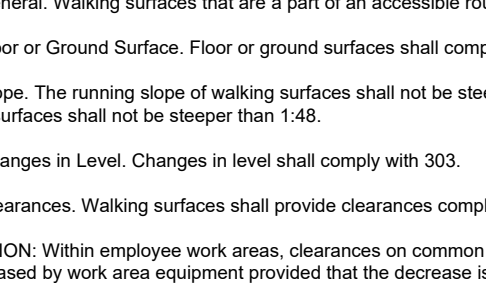 neral. Walking surfaces that are a part of an accessible rou
or or Ground Surface. Floor or ground surfaces shall comp
ope. The running slope of walking surfaces shall not be stee
surfaces shall not be steeper than 1:48.
anges in Level. Changes in level shall comply with 303.
earances. Walking surfaces shall provide clearances compl
ION: Within employee work areas, clearances on common
ased by work area equipment provided that the decrease is